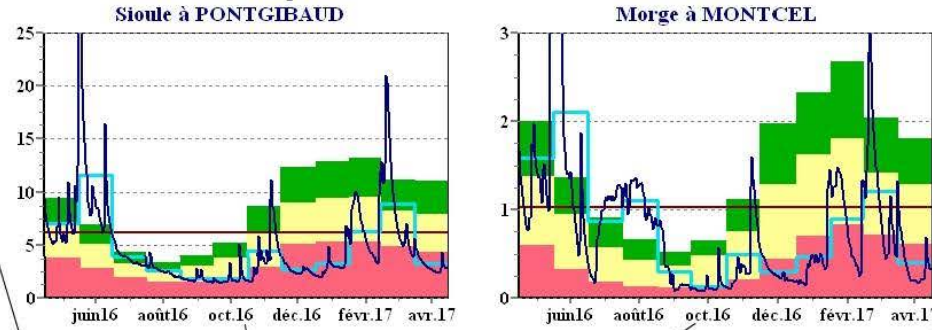 Sioule à PONTGIBAUD
25
20
15
10
5
0
juin16 août16 oct.16 déc.16 févr.17 avr.17
Morge à MONTCEL
3
2
1
0
juin16 août16 oct.16 déc.16 févr.17 avr.1